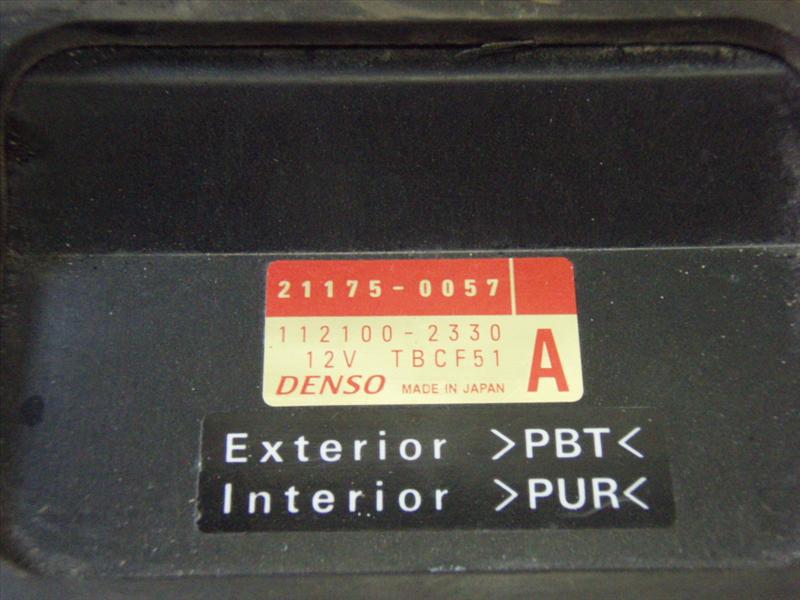 21175-0057
112100-2330
12V TBCF51 A
DENSO MADE IN JAPAN
Exterior >PBT<
Interior >PUR<